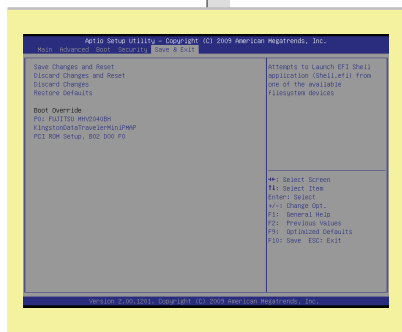 Aptio Setup Utility – Copyright (C) 2009 American Megatrends, Inc.
Main Advanced Boot Security Save & Exit
Save Changes and Reset
Discard Changes and Reset
Discard Changes
Restore Defaults
Boot Override
P0: FUJITSU MHV2040BH
KingstonDataTravelerMiniPMAP
PCI ROM Setup, B02 D00 F0
Attempts to Launch EFI Shell
application (Shell.efi) from
one of the available
filesystem devices
↔: Select Screen
↑↓: Select Item
Enter: Select
+/-: Change Opt.
F1: General Help
F2: Previous Values
F9: Optimized Defaults
F10: Save ESC: Exit
Version 2.00.1201. Copyright (C) 2009 American Megatrends, Inc.